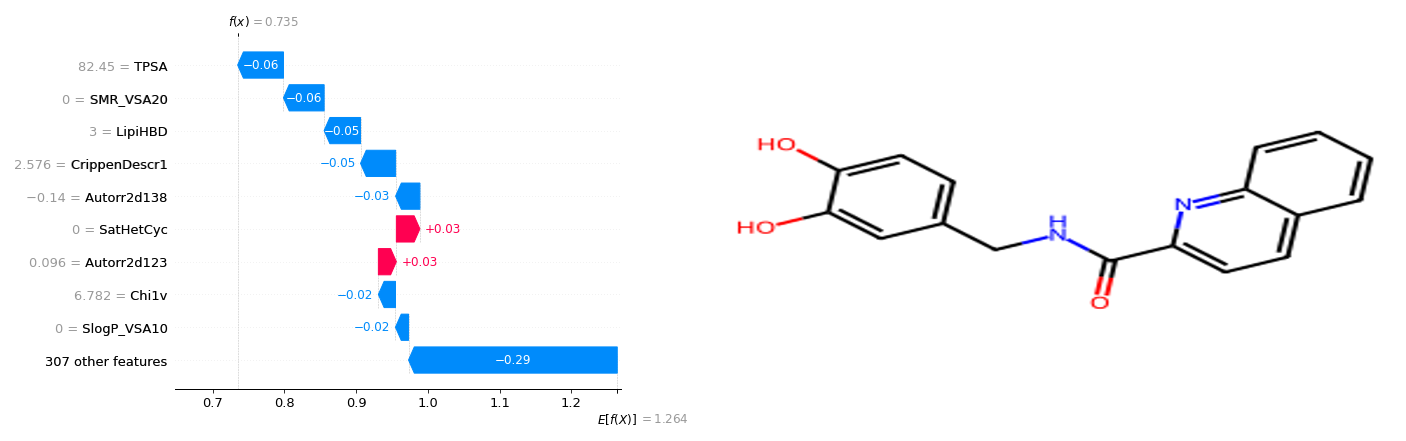 f(x) = 0.735
82.45 = TPSA
−0.06
0 = SMR_VSA20
−0.06
3 = LipiHBD
−0.05
2.576 = CrippenDescr1
−0.05
−0.14 = Autorr2d138
−0.03
0 = SatHetCyc
+0.03
0.096 = Autorr2d123
+0.03
6.782 = Chi1v
−0.02
0 = SlogP_VSA10
−0.02
307 other features
−0.29
0.7 0.8 0.9 1.0 1.1 1.2
E[f(X)] = 1.264
HO
HO
H
N
O
N